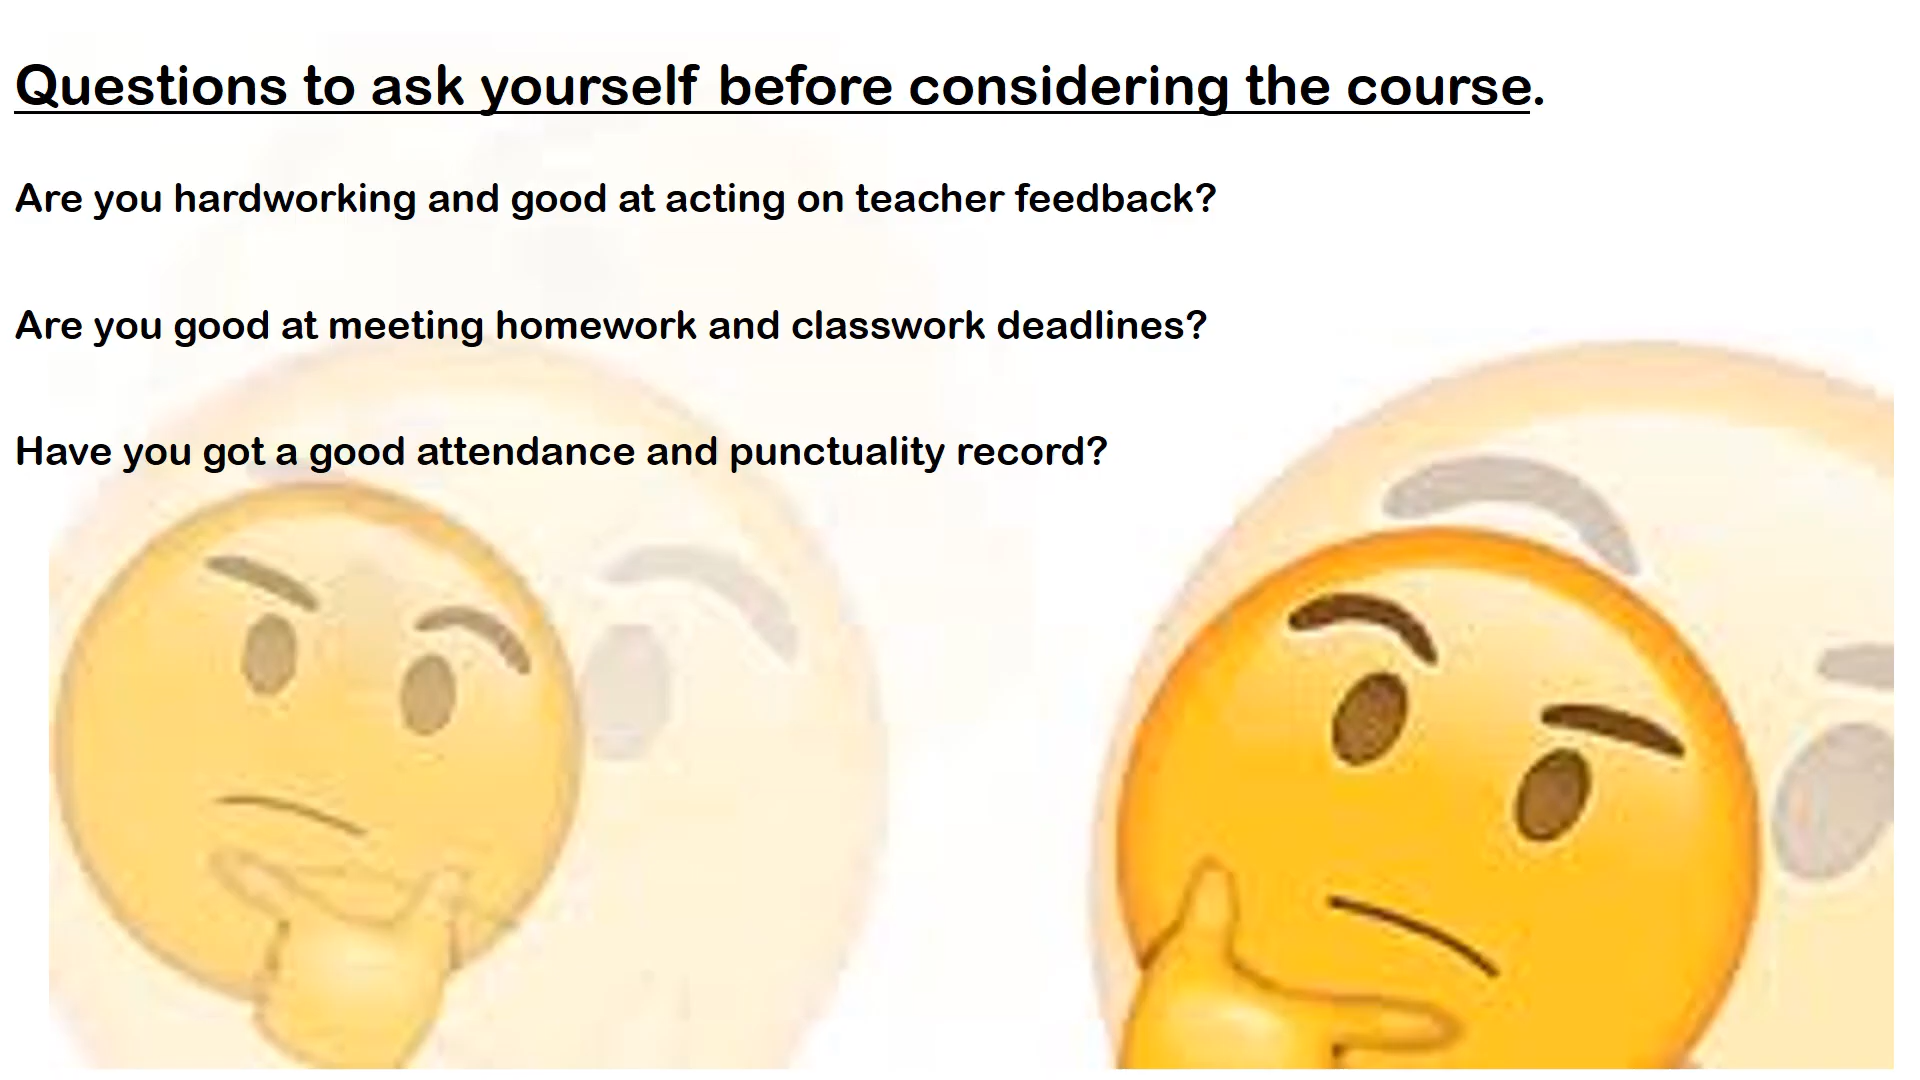 Questions to ask yourself before considering the course.
Are you hardworking and good at acting on teacher feedback?
Are you good at meeting homework and classwork deadlines?
Have you got a good attendance and punctuality record?